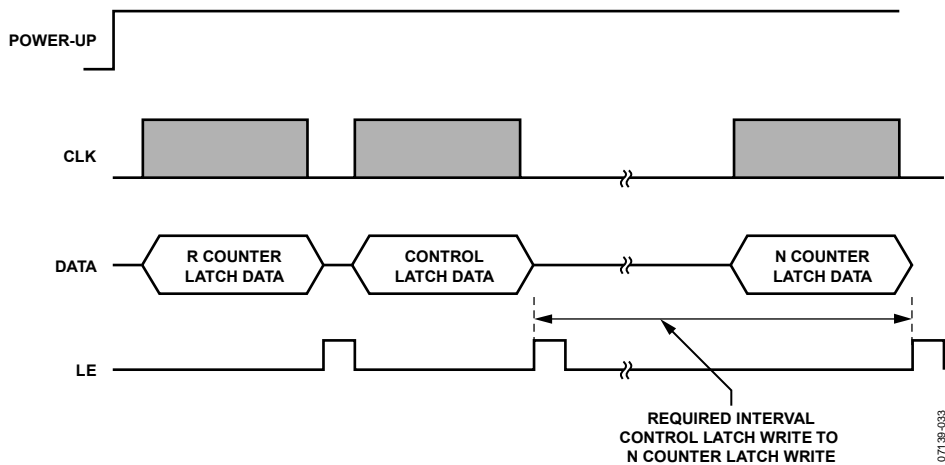 POWER-UP
CLK
DATA
R COUNTER
LATCH DATA
CONTROL
LATCH DATA
N COUNTER
LATCH DATA
LE
REQUIRED INTERVAL
CONTROL LATCH WRITE TO
N COUNTER LATCH WRITE
07139-033